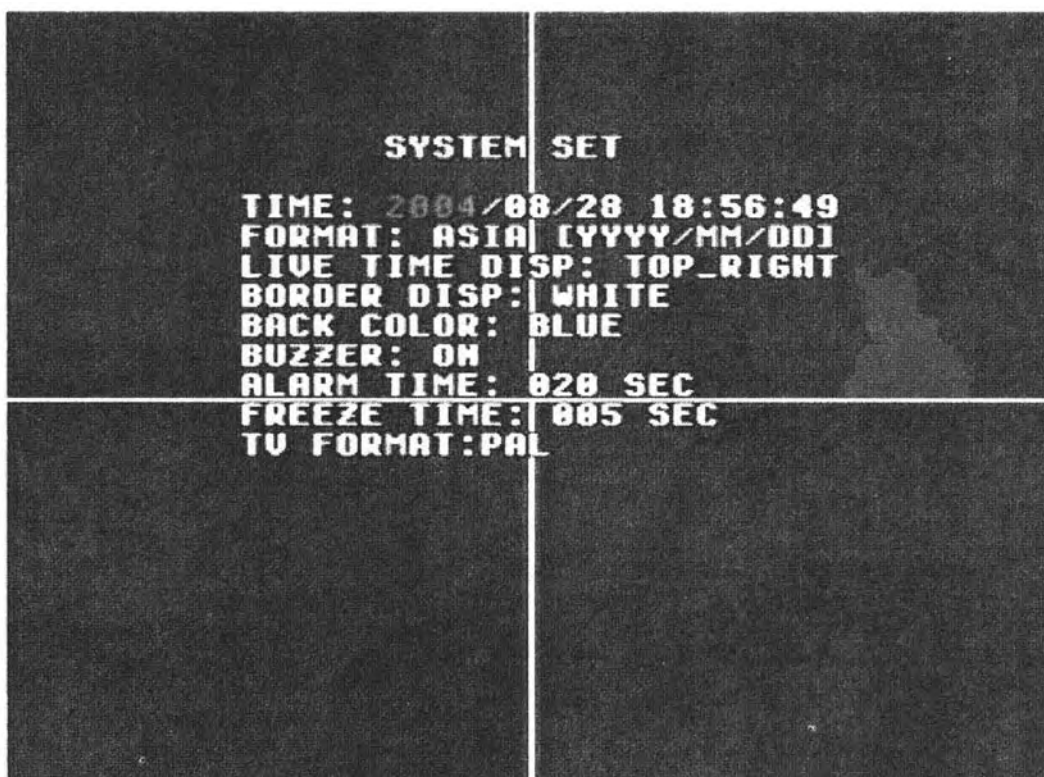 SYSTEM SET
TIME: 2004/08/28 18:56:49
FORMAT: ASIA [YYYY/MM/DD]
LIVE TIME DISP: TOP_RIGHT
BORDER DISP: WHITE
BACK COLOR: BLUE
BUZZER: ON
ALARM TIME: 020 SEC
FREEZE TIME: 005 SEC
TV FORMAT:PAL